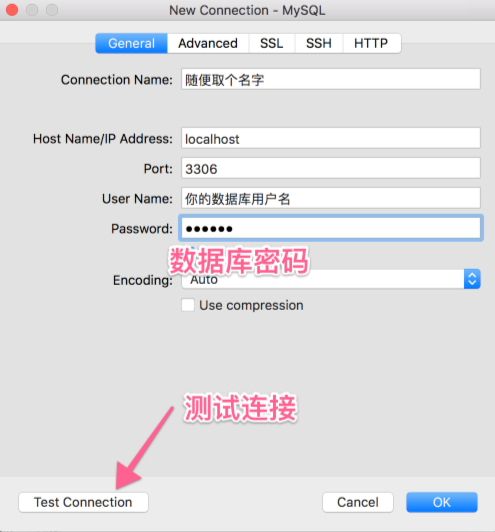 New Connection - MySQL
General Advanced SSL SSH HTTP
Connection Name: 随便取个名字
Host Name/IP Address: localhost
Port: 3306
User Name: 你的数据库用户名
Password: ●●●●●●
数据库密码
Encoding: Auto
Use compression
测试连接
Test Connection Cancel OK